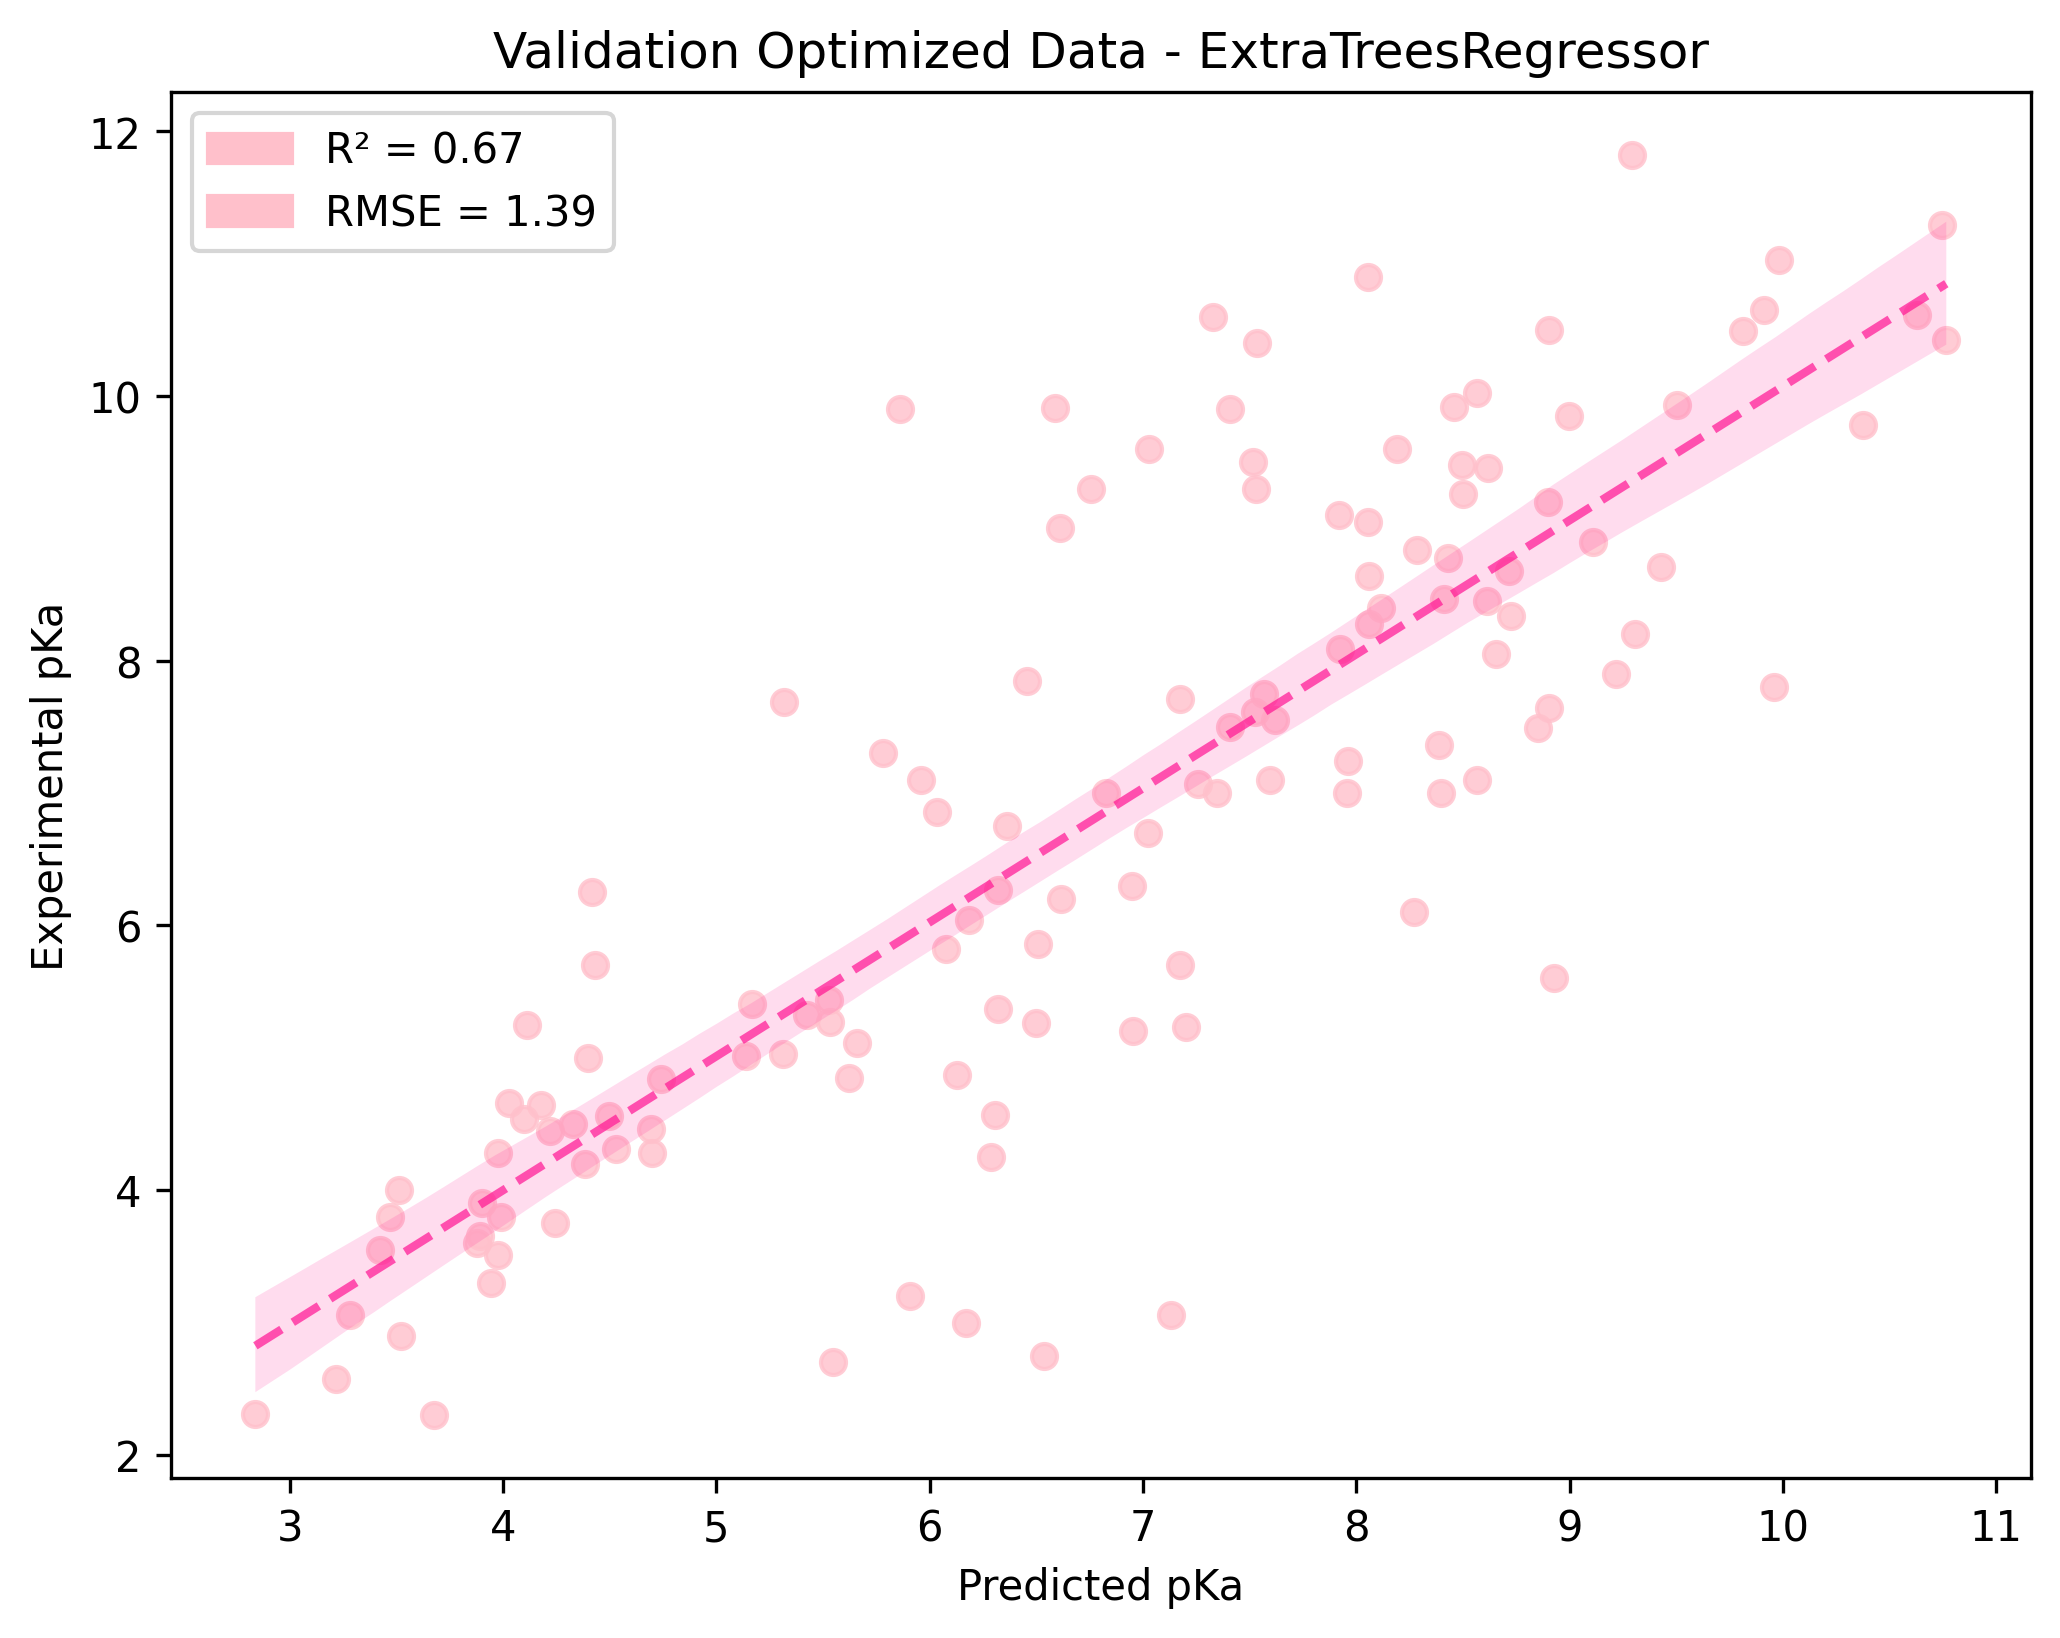 Validation Optimized Data - ExtraTreesRegressor
R² = 0.67
RMSE = 1.39
12
10
8
6
4
2
Experimental pKa
3 4 5 6 7 8 9 10 11
Predicted pKa